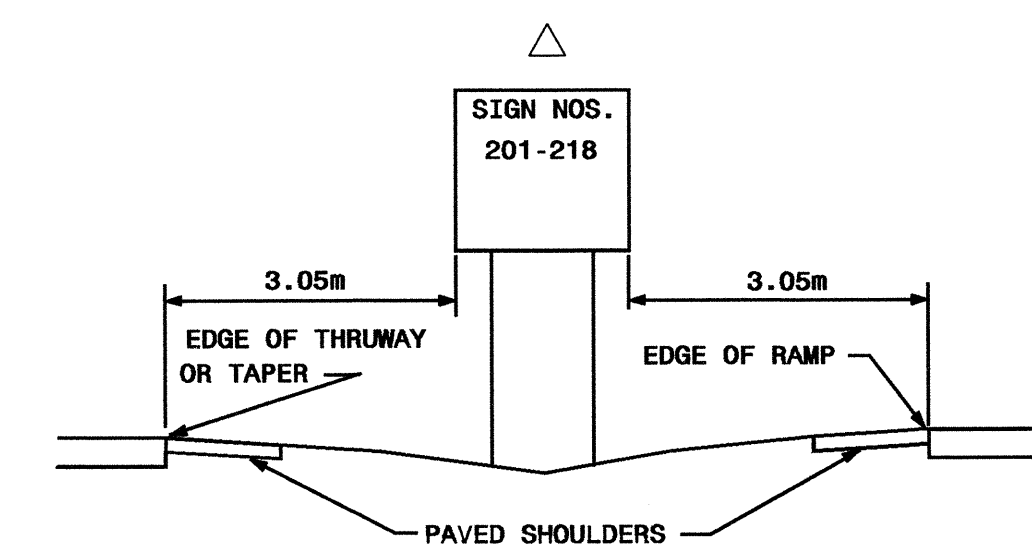 SIGN NOS.
201-218
3.05m
3.05m
EDGE OF THRUWAY
OR TAPER
EDGE OF RAMP
PAVED SHOULDERS